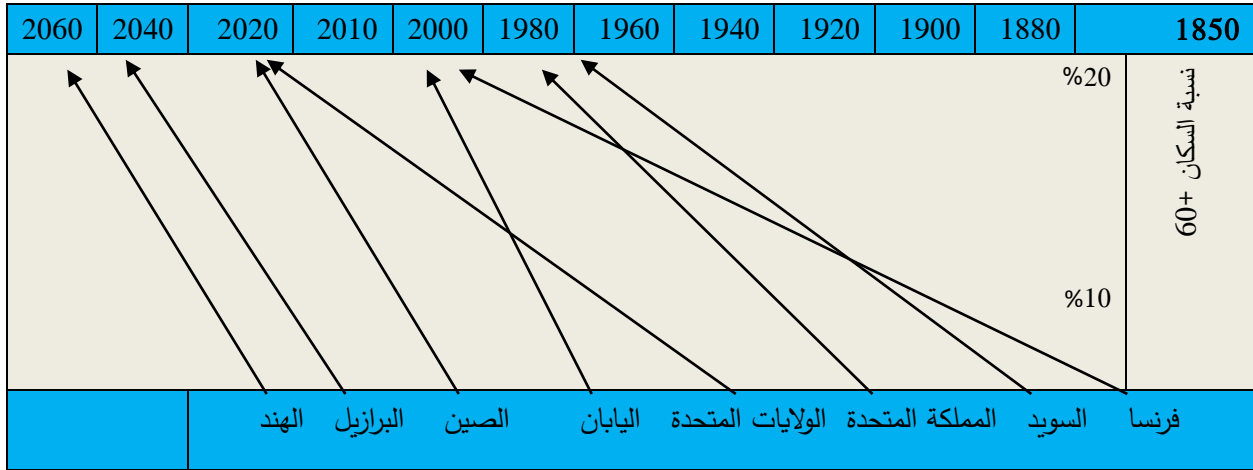 1850 1880 1900 1920 1940 1960 1980 2000 2010 2020 2040 2060
نسبة السكان +60
%20
%10
فرنسا السويد المملكة المتحدة الولايات المتحدة اليابان الصين البرازيل الهند